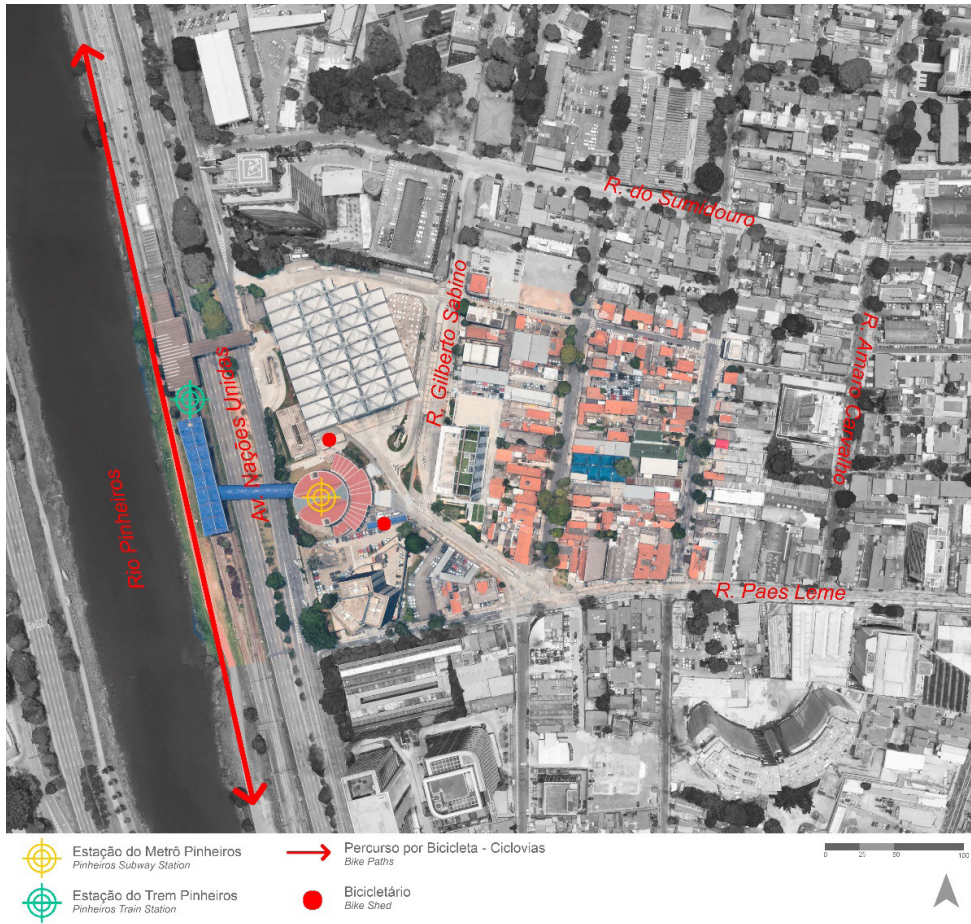 R. do Sumidouro
R. Gilberto Sabino
R. Amaro Carvalho
Av. Nações Unidas
Rio Pinheiros
R. Paes Leme
Estação do Metrô Pinheiros
Pinheiros Subway Station
Percurso por Bicicleta - Ciclovias
Bike Paths
0 25 50 100
Estação do Trem Pinheiros
Pinheiros Train Station
Bicicletário
Bike Shed